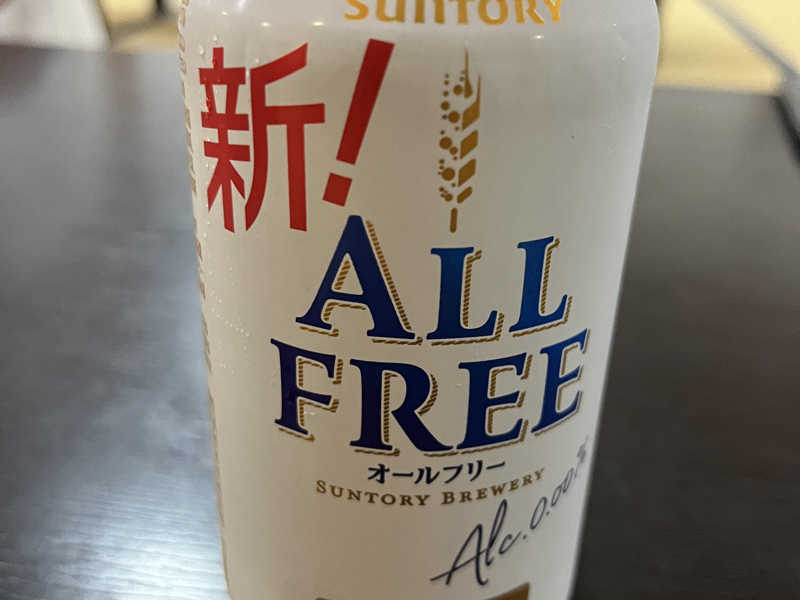 SUNTORY
新!
ALL
FREE
オールフリー
SUNTORY BREWERY
Alc. 0.00%